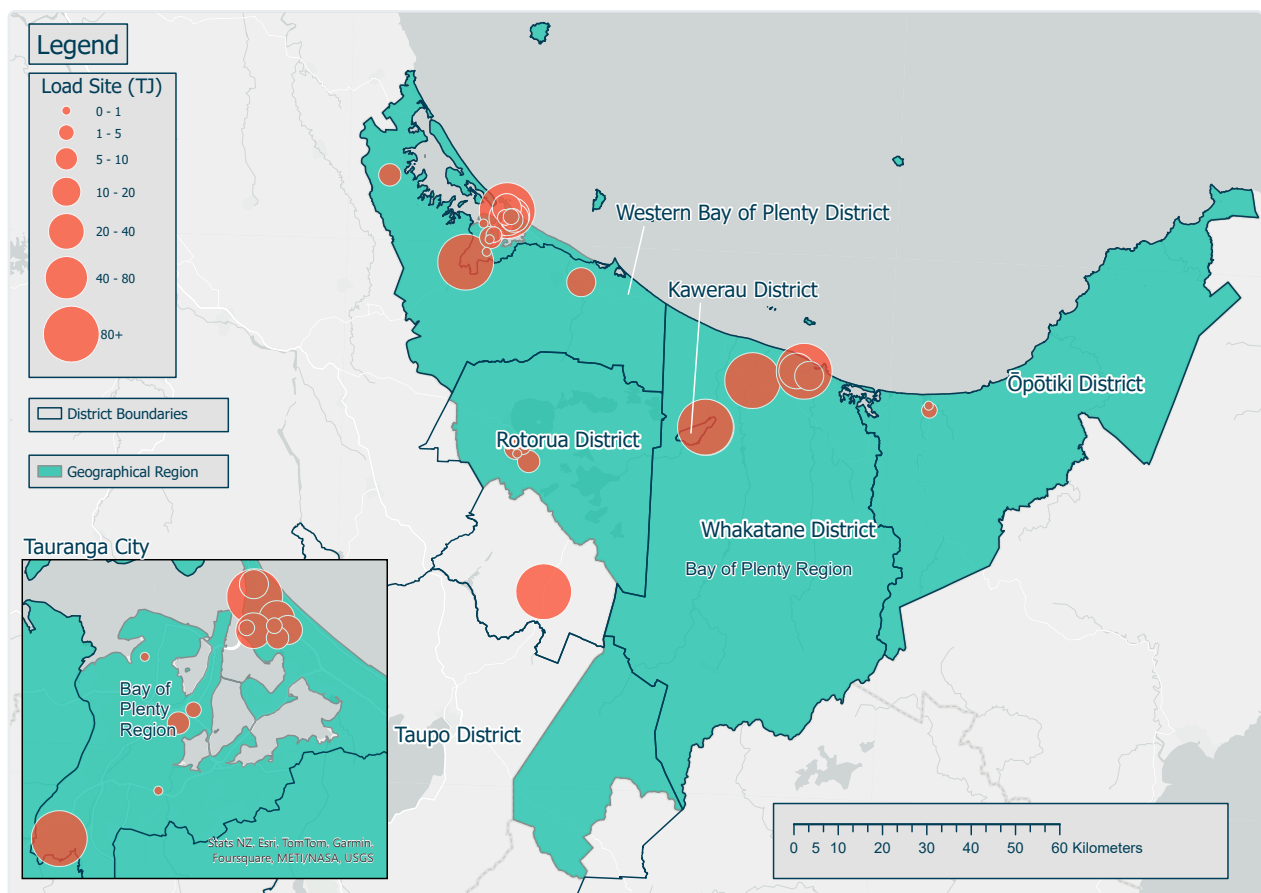 Legend
Load Site (TJ)
0 - 1
1 - 5
5 - 10
10 - 20
20 - 40
40 - 80
80+
District Boundaries
Geographical Region
Western Bay of Plenty District
Kawerau District
Ōpōtiki District
Rotorua District
Whakatane District
Bay of Plenty Region
Taupo District
Tauranga City
Bay of
Plenty
Region
Stats NZ, Esri, TomTom, Garmin,
Foursquare, METI/NASA, USGS
0 5 10 20 30 40 50 60 Kilometers